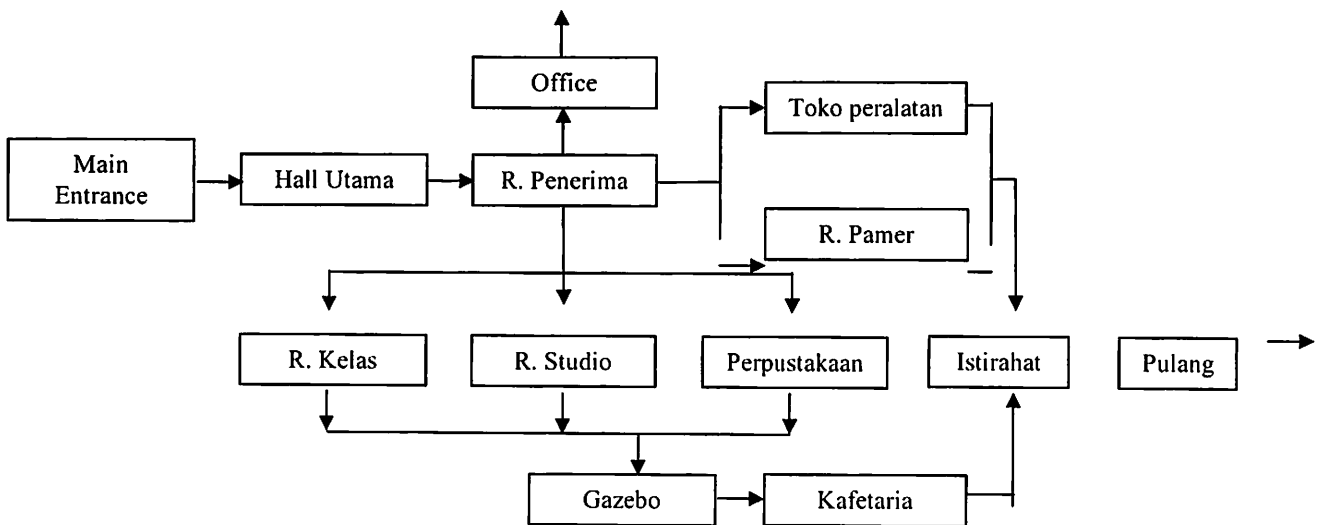 Office
Toko peralatan
Main
Entrance
Hall Utama
R. Penerima
R. Pamer
R. Kelas
R. Studio
Perpustakaan
Istirahat
Pulang
Gazebo
Kafetaria